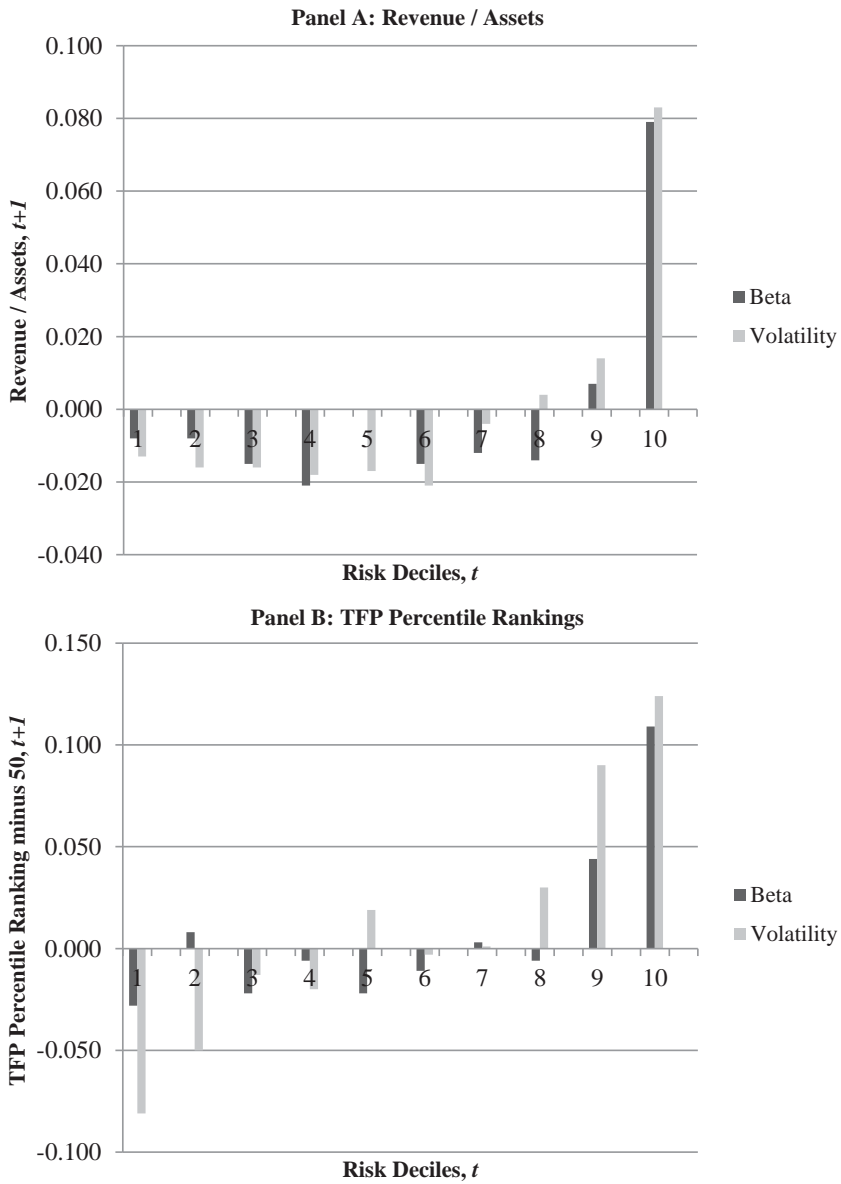 Panel A: Revenue / Assets
0.100
0.080
0.060
0.040
0.020
0.000
-0.020
-0.040
Revenue / Assets, t+1
1 2 3 4 5 6 7 8 9 10
Risk Deciles, t
Beta
Volatility
Panel B: TFP Percentile Rankings
0.150
0.100
0.050
0.000
-0.050
-0.100
TFP Percentile Ranking minus 50, t+1
1 2 3 4 5 6 7 8 9 10
Risk Deciles, t
Beta
Volatility